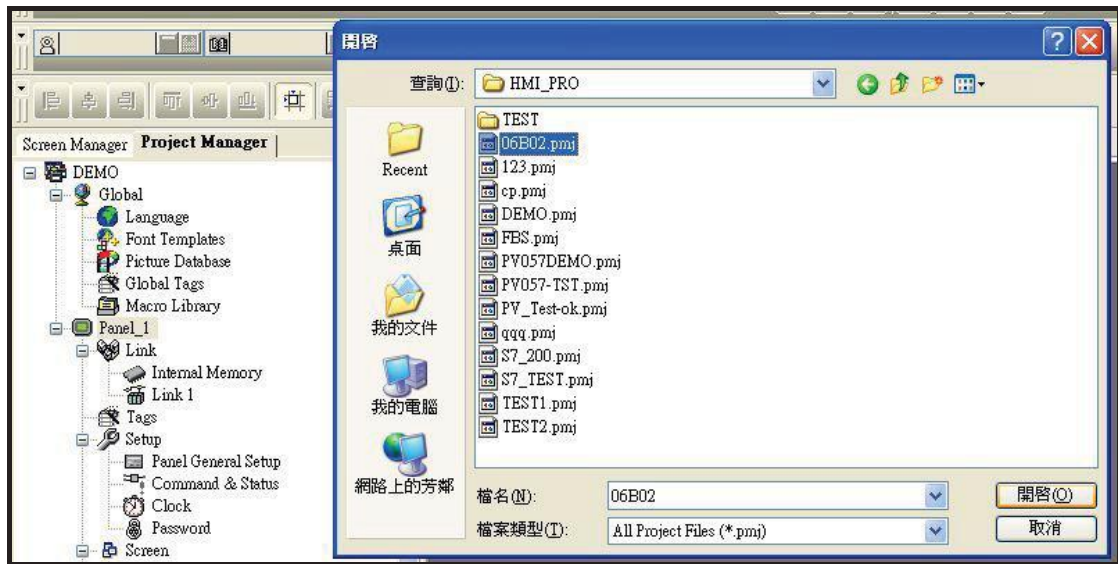 Screen Manager Project Manager
DEMO
Global
Language
Font Templates
Picture Database
Global Tags
Macro Library
Panel_1
Link
Internal Memory
Link 1
Tags
Setup
Panel General Setup
Command & Status
Clock
Password
Screen
開啓
查詢(I):
HMI_PRO
Recent
桌面
我的文件
我的電腦
網路上的芳鄰
TEST
06B02.pmj
123.pmj
cp.pmj
DEMO.pmj
FBS.pmj
PV057DEMO.pmj
PV057-TST.pmj
PV_Test-ok.pmj
qqq.pmj
S7_200.pmj
S7_TEST.pmj
TEST1.pmj
TEST2.pmj
檔名(N):
06B02
開啓(O)
檔案類型(T):
All Project Files (*.pmj)
取消